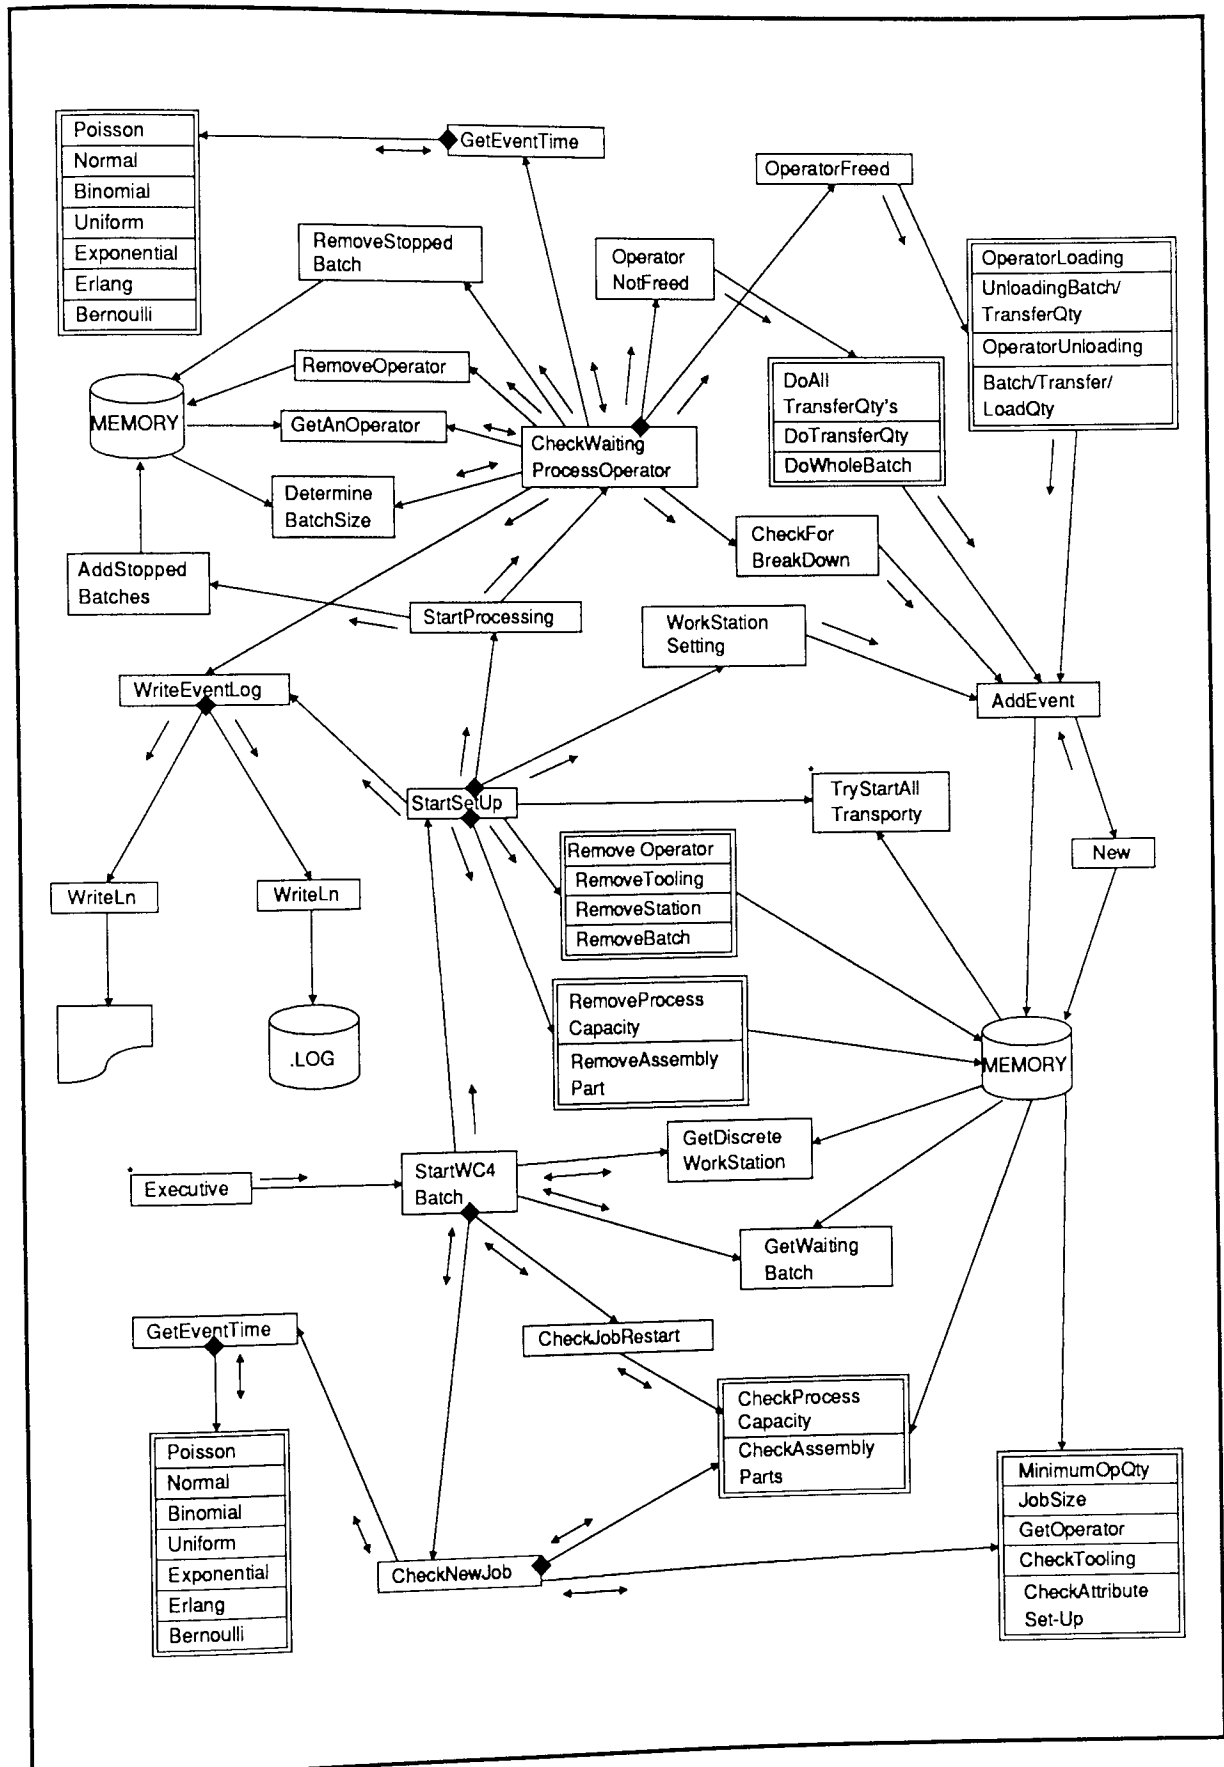 Poisson
Normal
Binomial
Uniform
Exponential
Erlang
Bernoulli
GetEventTime
OperatorFreed
RemoveStopped
Batch
Operator
NotFreed
OperatorLoading
UnloadingBatch/
TransferQty
OperatorUnloading
Batch/Transfer/
LoadQty
RemoveOperator
MEMORY
GetAnOperator
DoAll
TransferQty's
DoTransferQty
DoWholeBatch
CheckWaiting
ProcessOperator
Determine
BatchSize
CheckFor
BreakDown
AddStopped
Batches
StartProcessing
WorkStation
Setting
WriteEventLog
AddEvent
StartSetUp
*
TryStartAll
Transporty
New
Remove Operator
RemoveTooling
RemoveStation
RemoveBatch
WriteLn
WriteLn
RemoveProcess
Capacity
RemoveAssembly
Part
.LOG
MEMORY
GetDiscrete
WorkStation
*
Executive
StartWC4
Batch
GetWaiting
Batch
GetEventTime
CheckJobRestart
CheckProcess
Capacity
CheckAssembly
Parts
Poisson
Normal
Binomial
Uniform
Exponential
Erlang
Bernoulli
CheckNewJob
MinimumOpQty
JobSize
GetOperator
CheckTooling
CheckAttribute
Set-Up